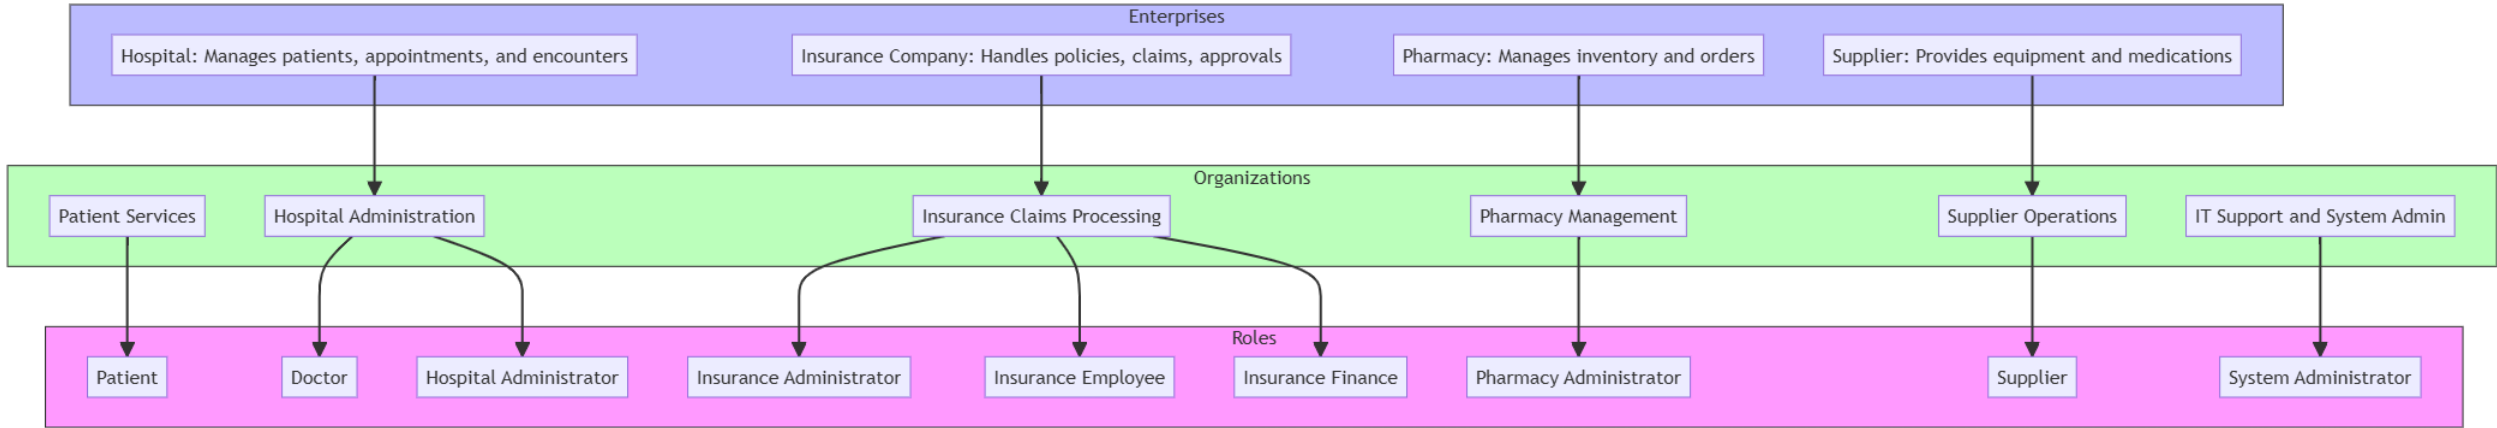 Enterprises
Hospital: Manages patients, appointments, and encounters
Insurance Company: Handles policies, claims, approvals
Pharmacy: Manages inventory and orders
Supplier: Provides equipment and medications
Organizations
Patient Services
Hospital Administration
Insurance Claims Processing
Pharmacy Management
Supplier Operations
IT Support and System Admin
Roles
Patient
Doctor
Hospital Administrator
Insurance Administrator
Insurance Employee
Insurance Finance
Pharmacy Administrator
Supplier
System Administrator